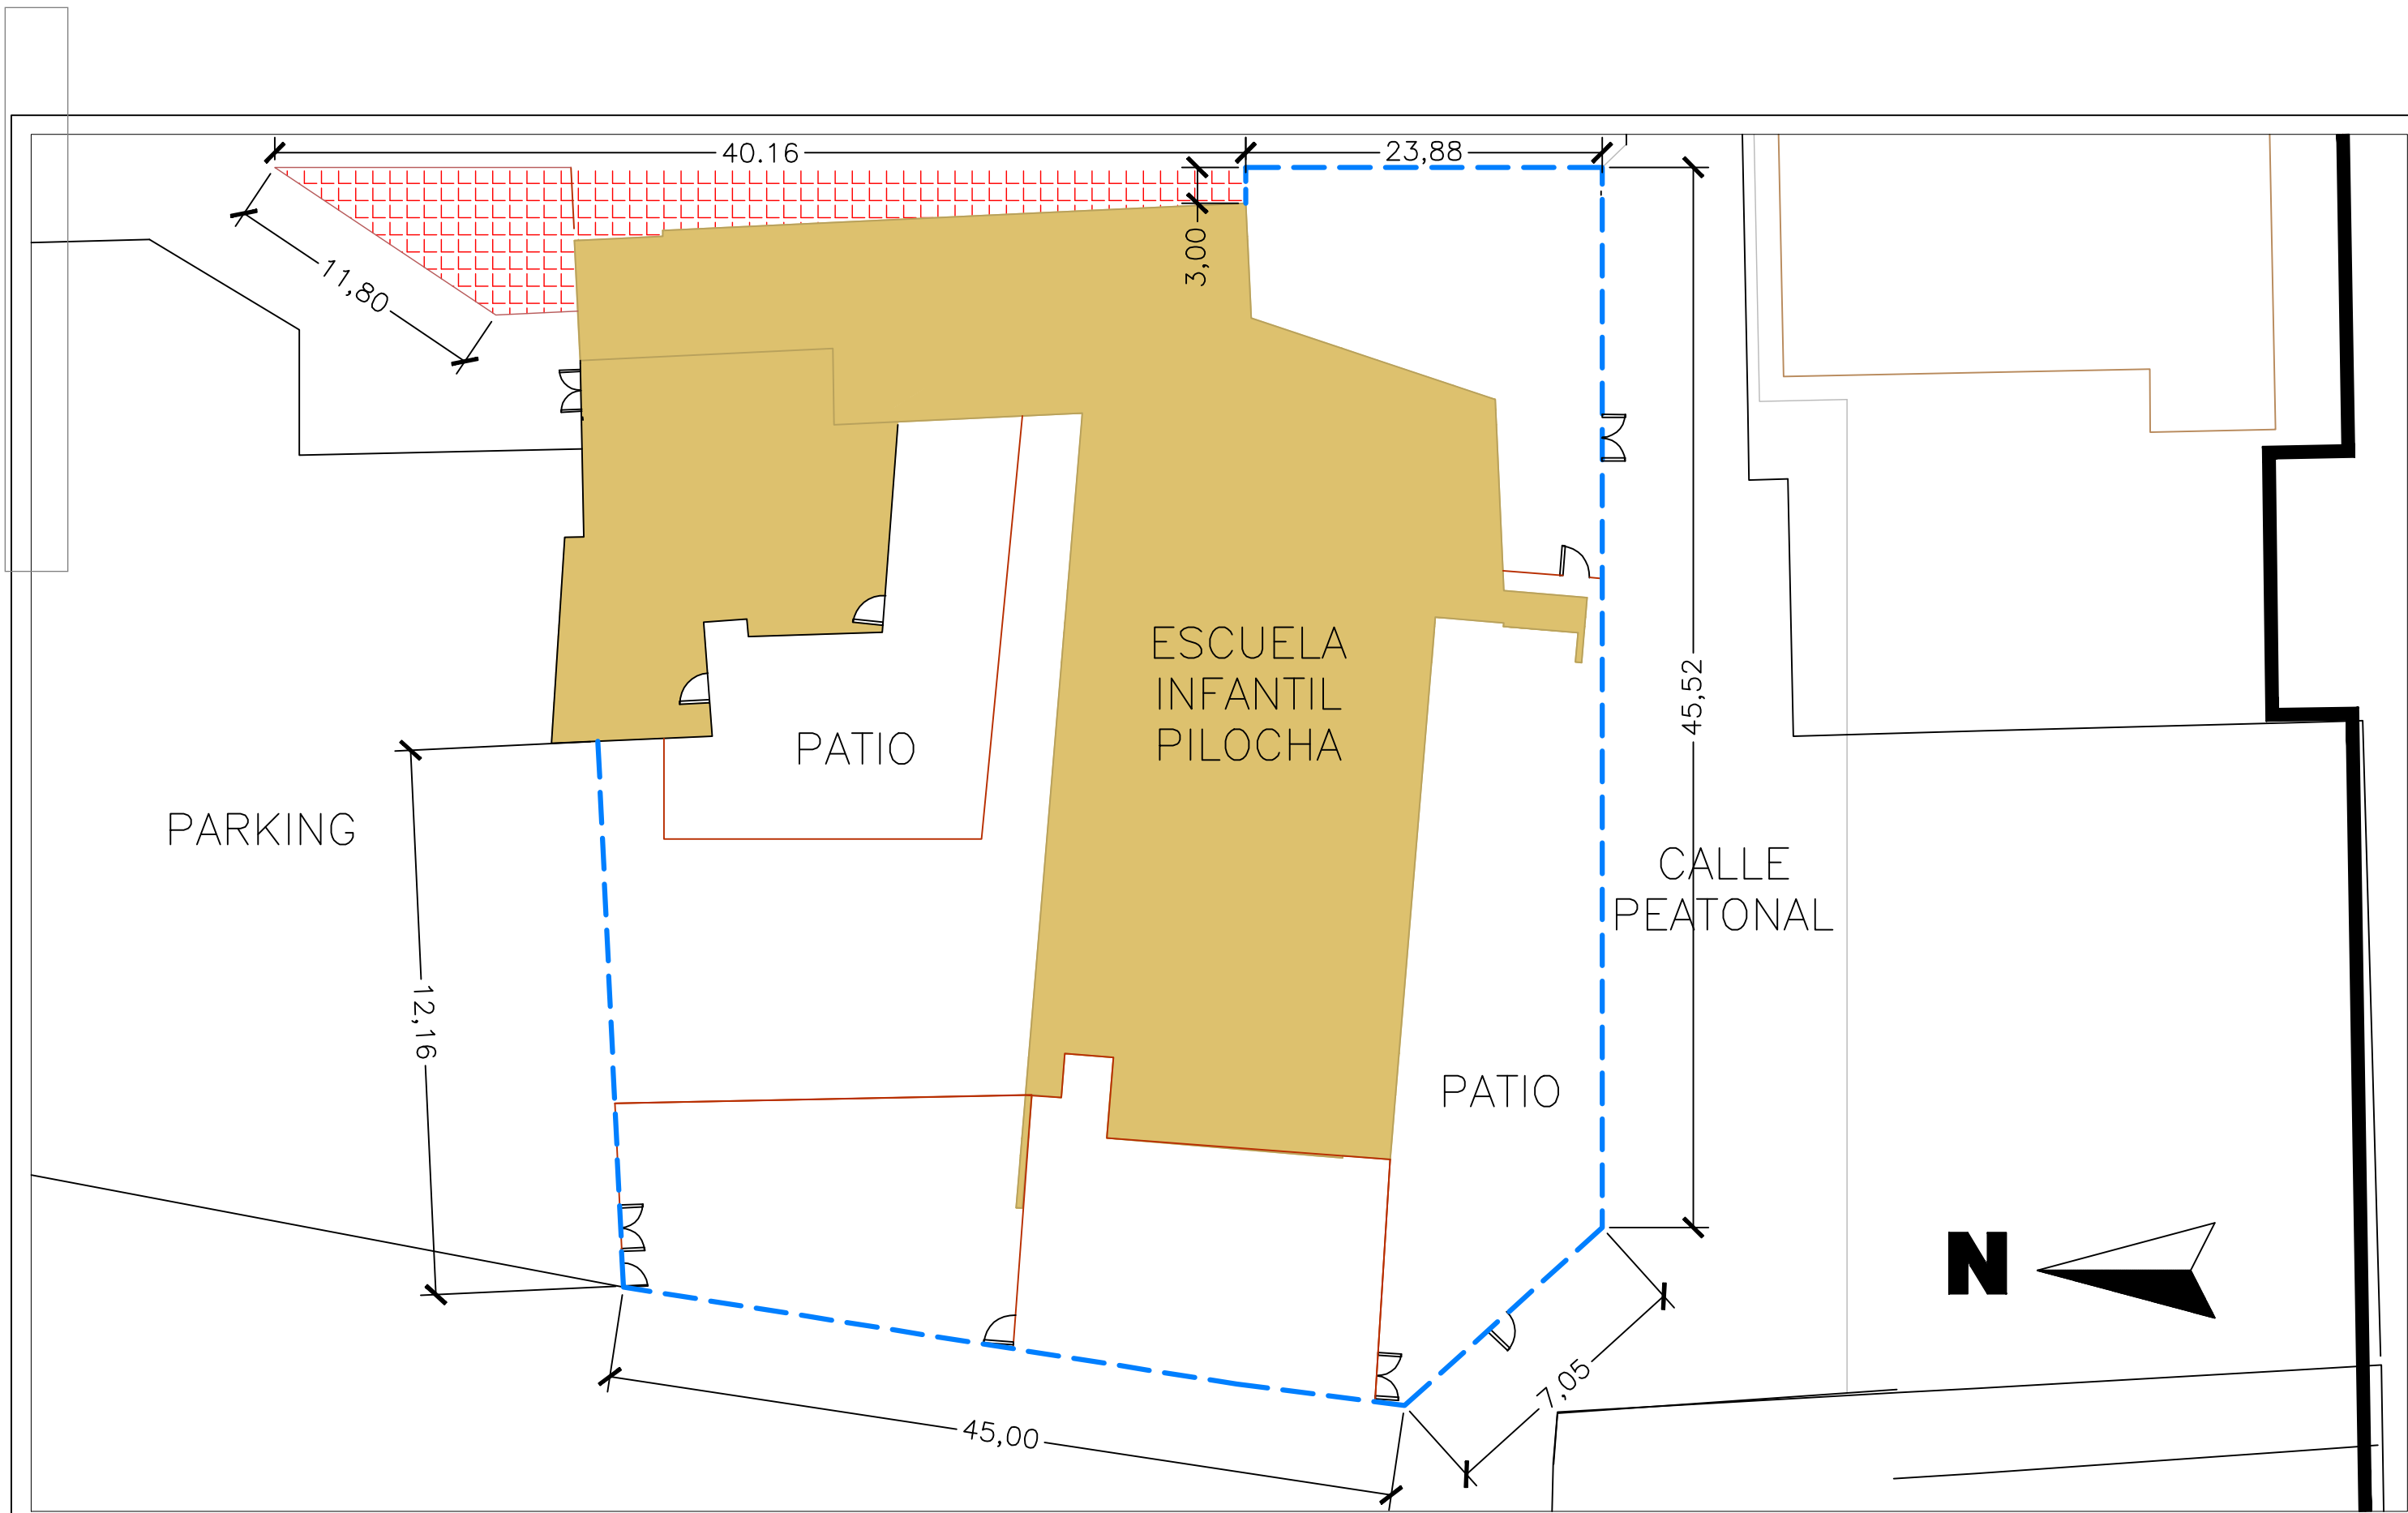 40.16
23,88
3,00
11,80
ESCUELA
INFANTIL
PILOCHA
45,52
PATIO
PARKING
CALLE
PEATONAL
12,16
PATIO
N
7,05
45,00